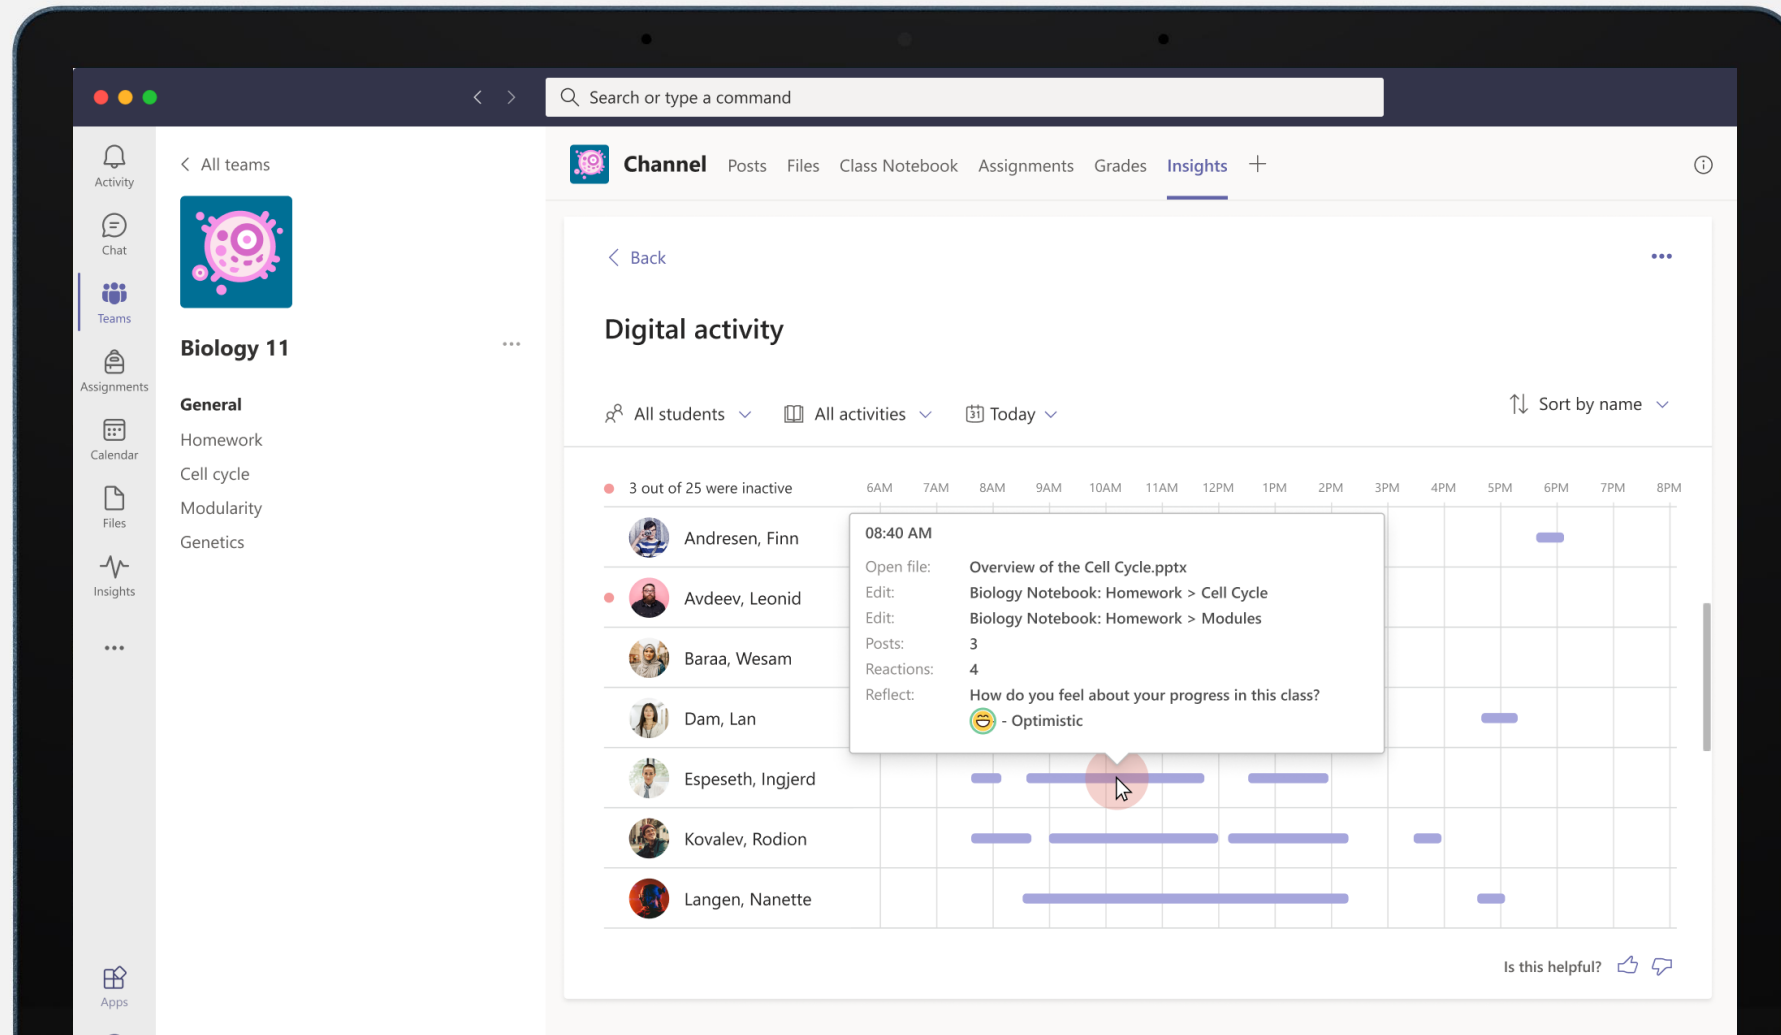 Search or type a command
Activity
Chat
Teams
Assignments
Calendar
Files
Insights
Apps
All teams
Biology 11
General
Homework
Cell cycle
Modularity
Genetics
Channel Posts Files Class Notebook Assignments Grades Insights
Back
Digital activity
All students All activities 31 Today Sort by name
3 out of 25 were inactive 6AM 7AM 8AM 9AM 10AM 11AM 12PM 1PM 2PM 3PM 4PM 5PM 6PM 7PM 8PM
Andresen, Finn
Avdeev, Leonid
Baraa, Wesam
Dam, Lan
Espeseth, Ingjerd
Kovalev, Rodion
Langen, Nanette
08:40 AM
Open file: Overview of the Cell Cycle.pptx
Edit: Biology Notebook: Homework > Cell Cycle
Edit: Biology Notebook: Homework > Modules
Posts: 3
Reactions: 4
Reflect: How do you feel about your progress in this class?
- Optimistic
Is this helpful?